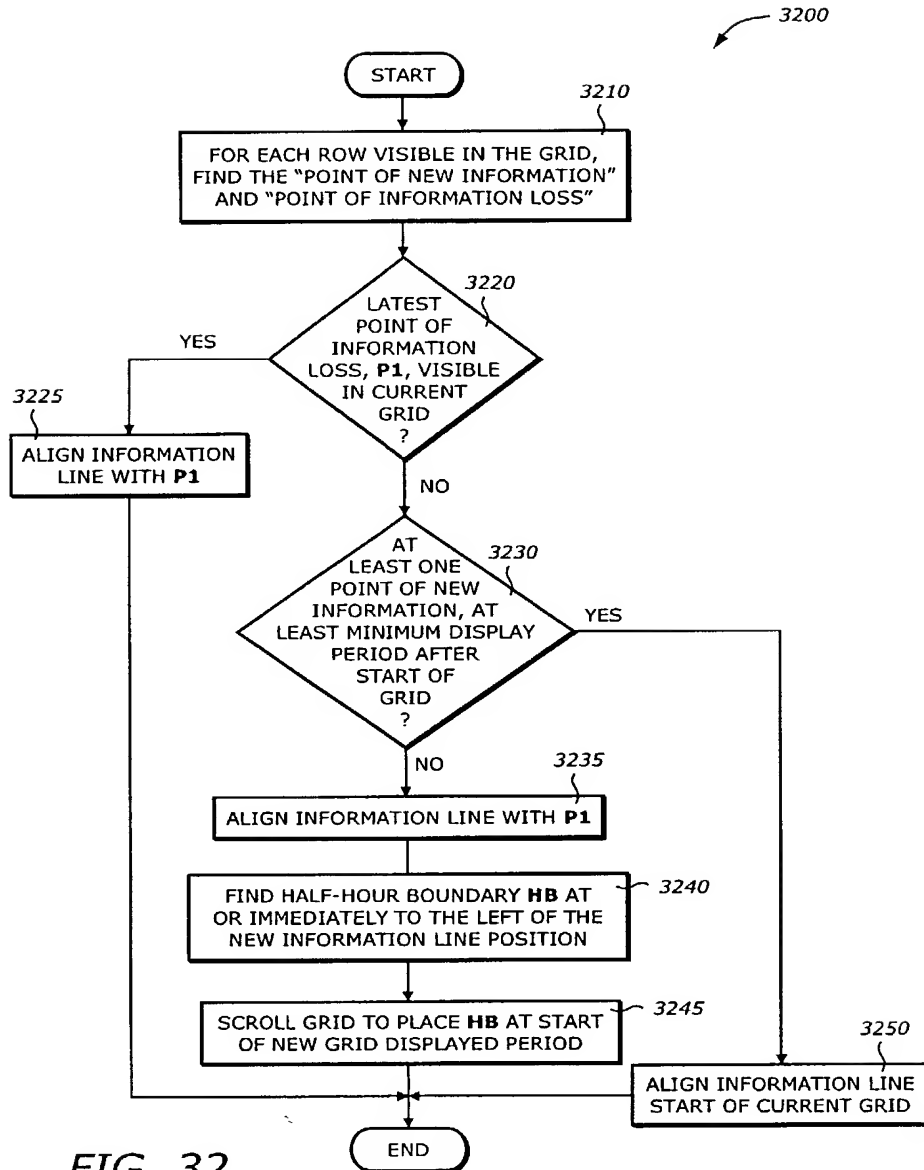 3200
START
3210
FOR EACH ROW VISIBLE IN THE GRID,
FIND THE “POINT OF NEW INFORMATION”
AND “POINT OF INFORMATION LOSS”
3220
LATEST
POINT OF
INFORMATION
LOSS, P1, VISIBLE
IN CURRENT
GRID
?
YES
3225
ALIGN INFORMATION
LINE WITH P1
NO
3230
AT
LEAST ONE
POINT OF NEW
INFORMATION, AT
LEAST MINIMUM DISPLAY
PERIOD AFTER
START OF
GRID
?
YES
NO
3235
ALIGN INFORMATION LINE WITH P1
3240
FIND HALF-HOUR BOUNDARY HB AT
OR IMMEDIATELY TO THE LEFT OF THE
NEW INFORMATION LINE POSITION
3245
SCROLL GRID TO PLACE HB AT START
OF NEW GRID DISPLAYED PERIOD
3250
ALIGN INFORMATION LINE
START OF CURRENT GRID
END
FIG. 32